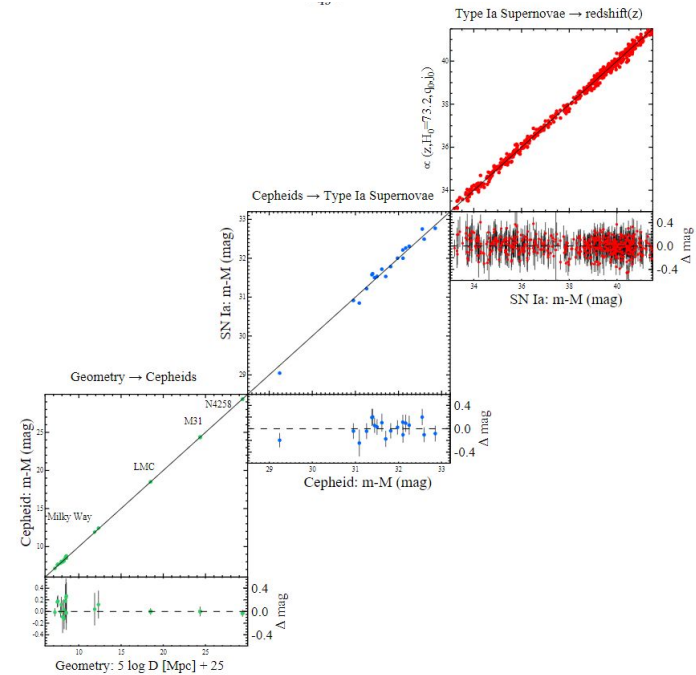 Type Ia Supernovae → redshift(z)
40
38
36
34
∝ (z,H₀=73.2,q₀,j₀)
Cepheids → Type Ia Supernovae
33
32
31
30
29
SN Ia: m-M (mag)
0.4
0.0
-0.4
Δ mag
34 36 38 40
SN Ia: m-M (mag)
Geometry → Cepheids
N4258
M31
LMC
Milky Way
25
20
15
10
Cepheid: m-M (mag)
0.4
0.0
-0.4
Δ mag
29 30 31 32 33
Cepheid: m-M (mag)
0.4
0.2
0.0
-0.2
-0.4
0.4
0.0
-0.4
Δ mag
10 15 20 25
Geometry: 5 log D [Mpc] + 25